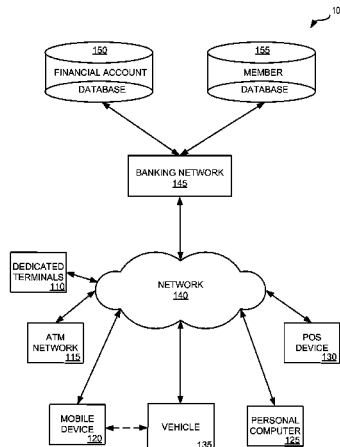 10
150
FINANCIAL ACCOUNT
DATABASE
155
MEMBER
DATABASE
BANKING NETWORK
145
DEDICATED
TERMINALS
110
NETWORK
140
ATM
NETWORK
115
POS
DEVICE
130
MOBILE
DEVICE
120
VEHICLE
135
PERSONAL
COMPUTER
125